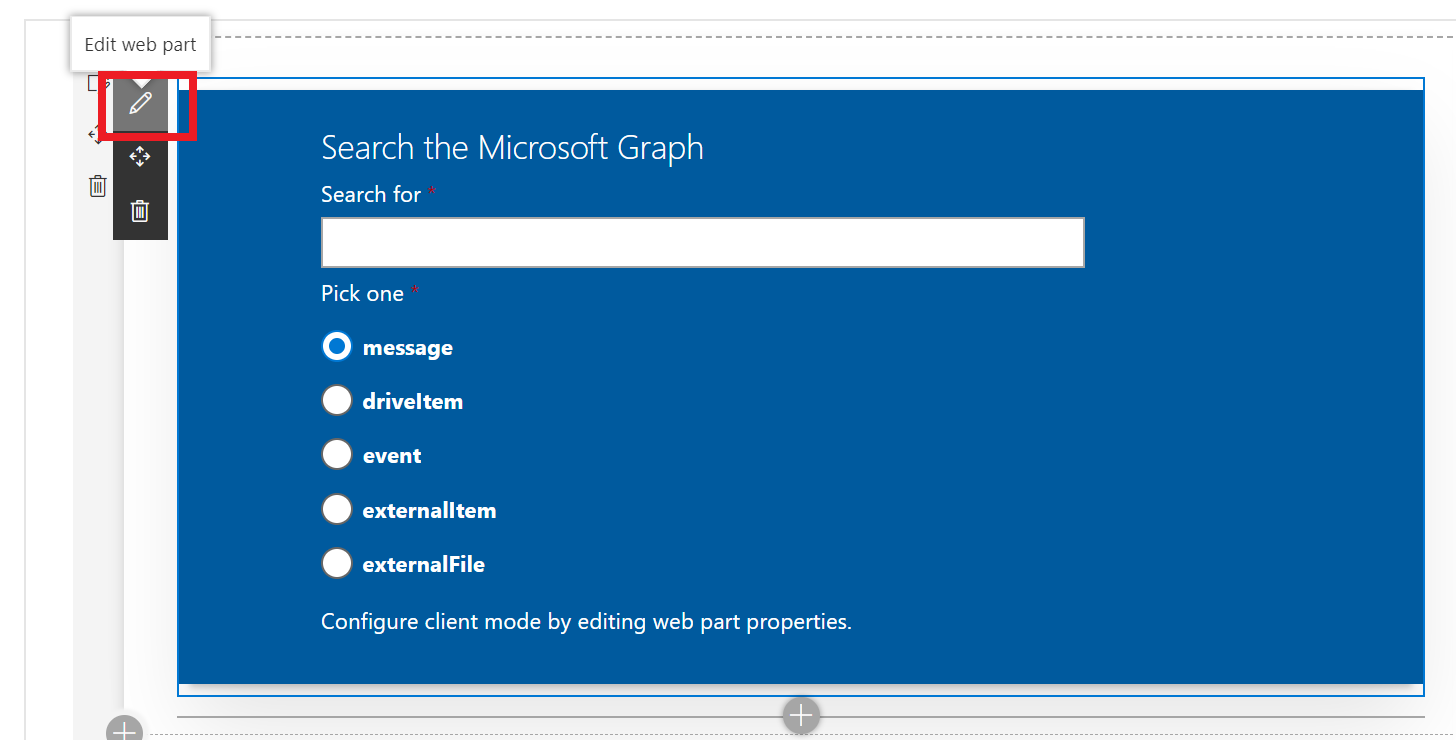 Edit web part
Search the Microsoft Graph
Search for *
Pick one *
message
driveItem
event
externalItem
externalFile
Configure client mode by editing web part properties.